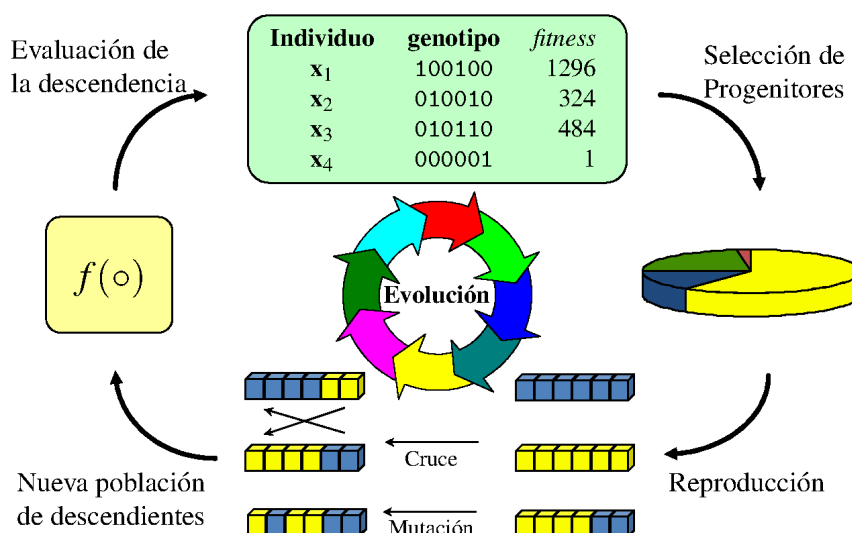 Evaluación de
la descendencia
Individuo genotipo fitness
x1 100100 1296
x2 010010 324
x3 010110 484
x4 000001 1
Selección de
Progenitores
f(∘)
Evolución
Cruce
Mutación
Reproducción
Nueva población
de descendientes